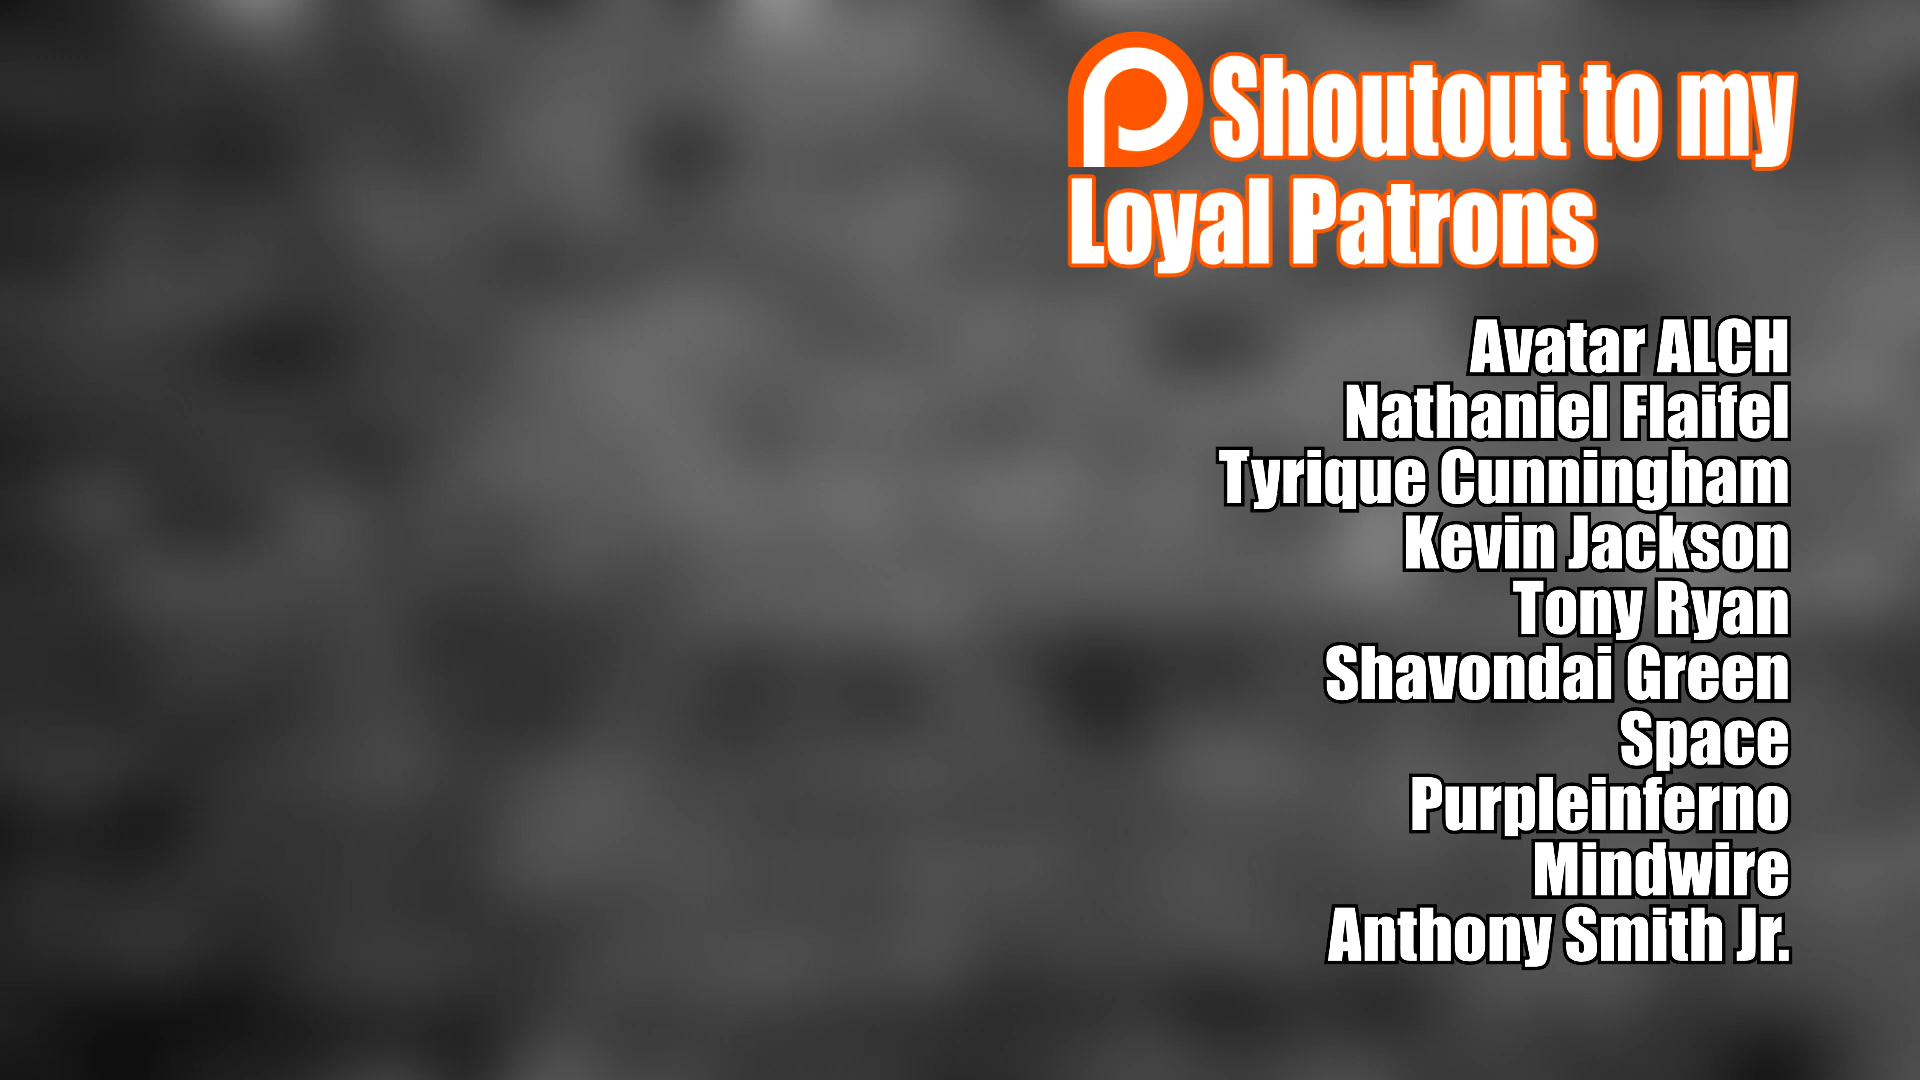 Shoutout to my
Loyal Patrons
Avatar ALCH
Nathaniel Flaifel
Tyrique Cunningham
Kevin Jackson
Tony Ryan
Shavondai Green
Space
Purpleinferno
Mindwire
Anthony Smith Jr.